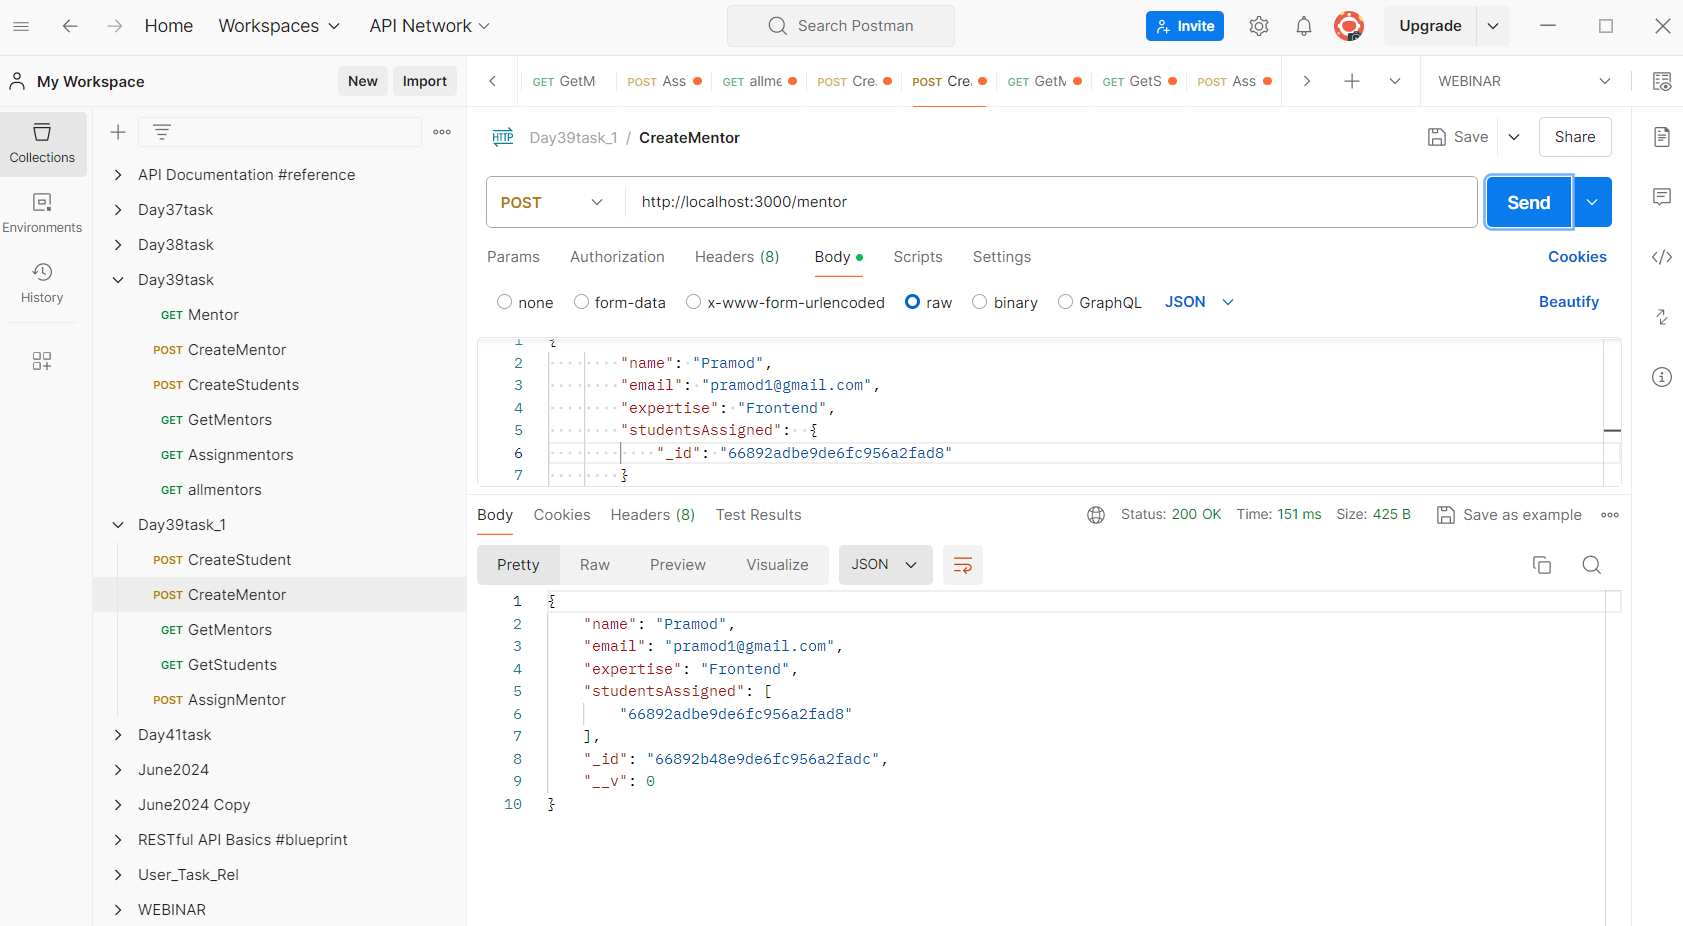 Home Workspaces API Network Search Postman Invite Upgrade
My Workspace New Import GET GetM POST Ass GET allme POST Cre. POST Cre. GET GetM GET GetS POST Ass WEBINAR
Collections
Environments
History
API Documentation #reference
Day37task
Day38task
Day39task
GET Mentor
POST CreateMentor
POST CreateStudents
GET GetMentors
GET Assignmentors
GET allmentors
Day39task_1
POST CreateStudent
POST CreateMentor
GET GetMentors
GET GetStudents
POST AssignMentor
Day41task
June2024
June2024 Copy
RESTful API Basics #blueprint
User_Task_Rel
WEBINAR
HTTP Day39task_1 / CreateMentor Save Share
POST http://localhost:3000/mentor Send
Params Authorization Headers (8) Body Scripts Settings Cookies
none form-data x-www-form-urlencoded raw binary GraphQL JSON Beautify
1 {
2 "name": "Pramod",
3 "email": "pramod1@gmail.com",
4 "expertise": "Frontend",
5 "studentsAssigned": {
6 "_id": "66892adbe9de6fc956a2fad8"
7 }
Body Cookies Headers (8) Test Results Status: 200 OK Time: 151 ms Size: 425 B Save as example
Pretty Raw Preview Visualize JSON
1 {
2 "name": "Pramod",
3 "email": "pramod1@gmail.com",
4 "expertise": "Frontend",
5 "studentsAssigned": [
6 "66892adbe9de6fc956a2fad8"
7 ],
8 "_id": "66892b48e9de6fc956a2fadc",
9 "__v": 0
10 }